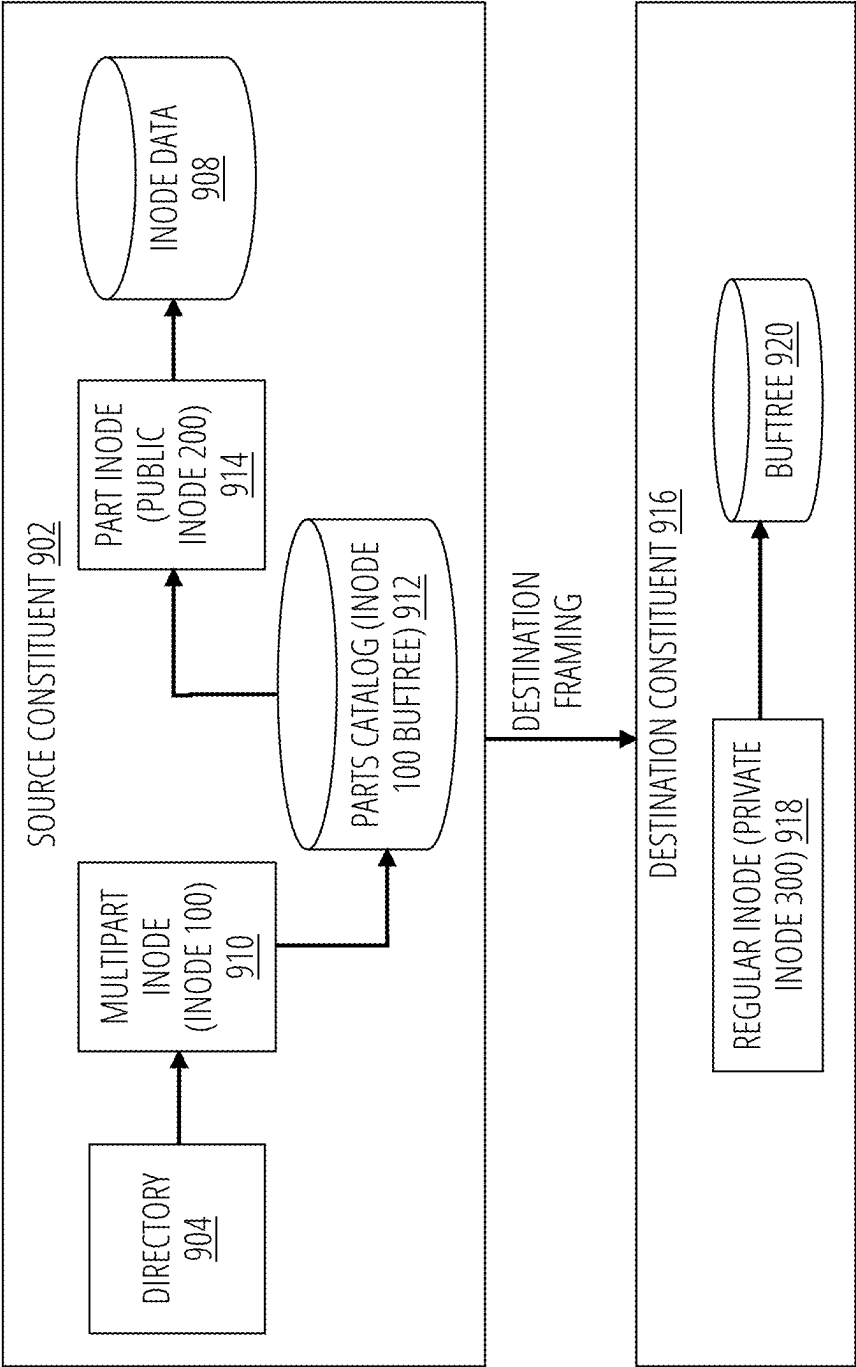 SOURCE CONSTITUENT 902
DIRECTORY
904
MULTIPART
INODE
(INODE 100)
910
PARTS CATALOG (INODE
100 BUFTREE) 912
PART INODE
(PUBLIC
INODE 200)
914
INODE DATA
908
DESTINATION
FRAMING
DESTINATION CONSTITUENT 916
REGULAR INODE (PRIVATE
INODE 300) 918
BUFTREE 920